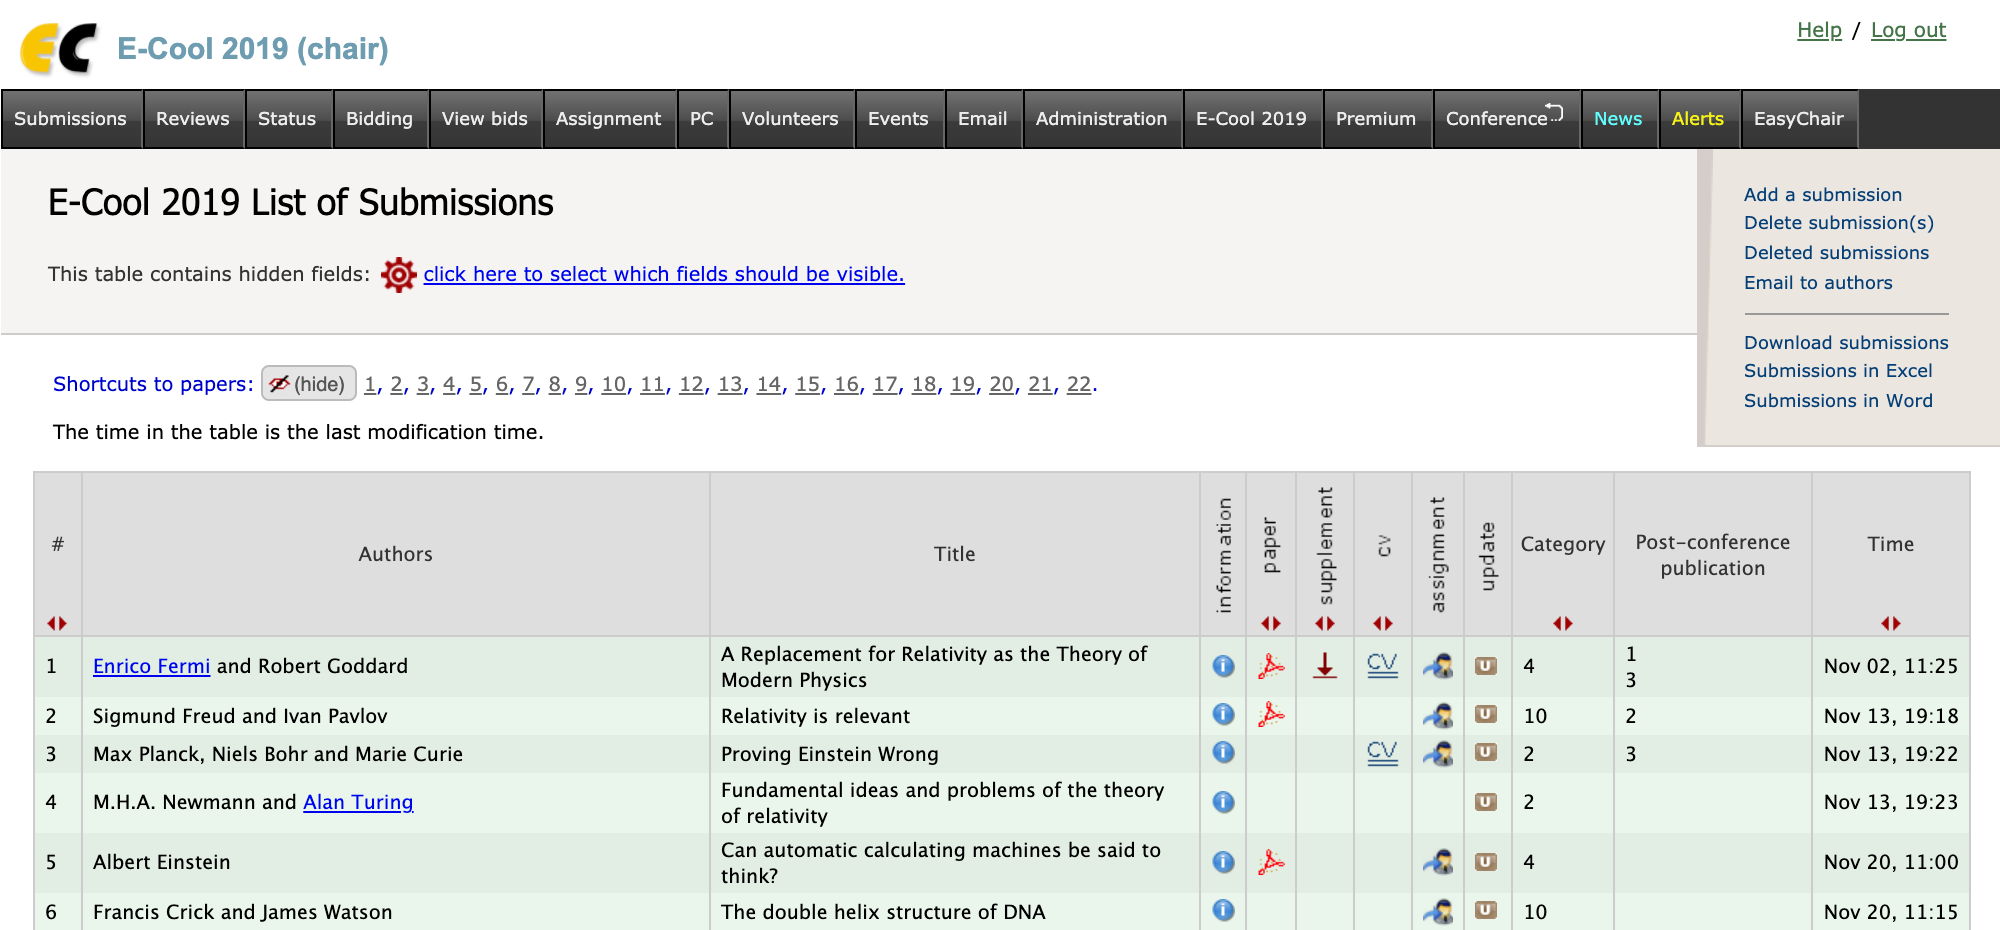 EC E-Cool 2019 (chair)
Help / Log out
Submissions Reviews Status Bidding View bids Assignment PC Volunteers Events Email Administration E-Cool 2019 Premium Conference News Alerts EasyChair
E-Cool 2019 List of Submissions
This table contains hidden fields: click here to select which fields should be visible.
Add a submission
Delete submission(s)
Deleted submissions
Email to authors
Download submissions
Submissions in Excel
Submissions in Word
Shortcuts to papers: (hide) 1, 2, 3, 4, 5, 6, 7, 8, 9, 10, 11, 12, 13, 14, 15, 16, 17, 18, 19, 20, 21, 22.
The time in the table is the last modification time.
# Authors Title information paper supplement cv assignment update Category Post-conference publication Time
1 Enrico Fermi and Robert Goddard A Replacement for Relativity as the Theory of Modern Physics i CV U 4 1 3 Nov 02, 11:25
2 Sigmund Freud and Ivan Pavlov Relativity is relevant i U 10 2 Nov 13, 19:18
3 Max Planck, Niels Bohr and Marie Curie Proving Einstein Wrong i CV U 2 3 Nov 13, 19:22
4 M.H.A. Newmann and Alan Turing Fundamental ideas and problems of the theory of relativity i U 2 Nov 13, 19:23
5 Albert Einstein Can automatic calculating machines be said to think? i U 4 Nov 20, 11:00
6 Francis Crick and James Watson The double helix structure of DNA i U 10 Nov 20, 11:15